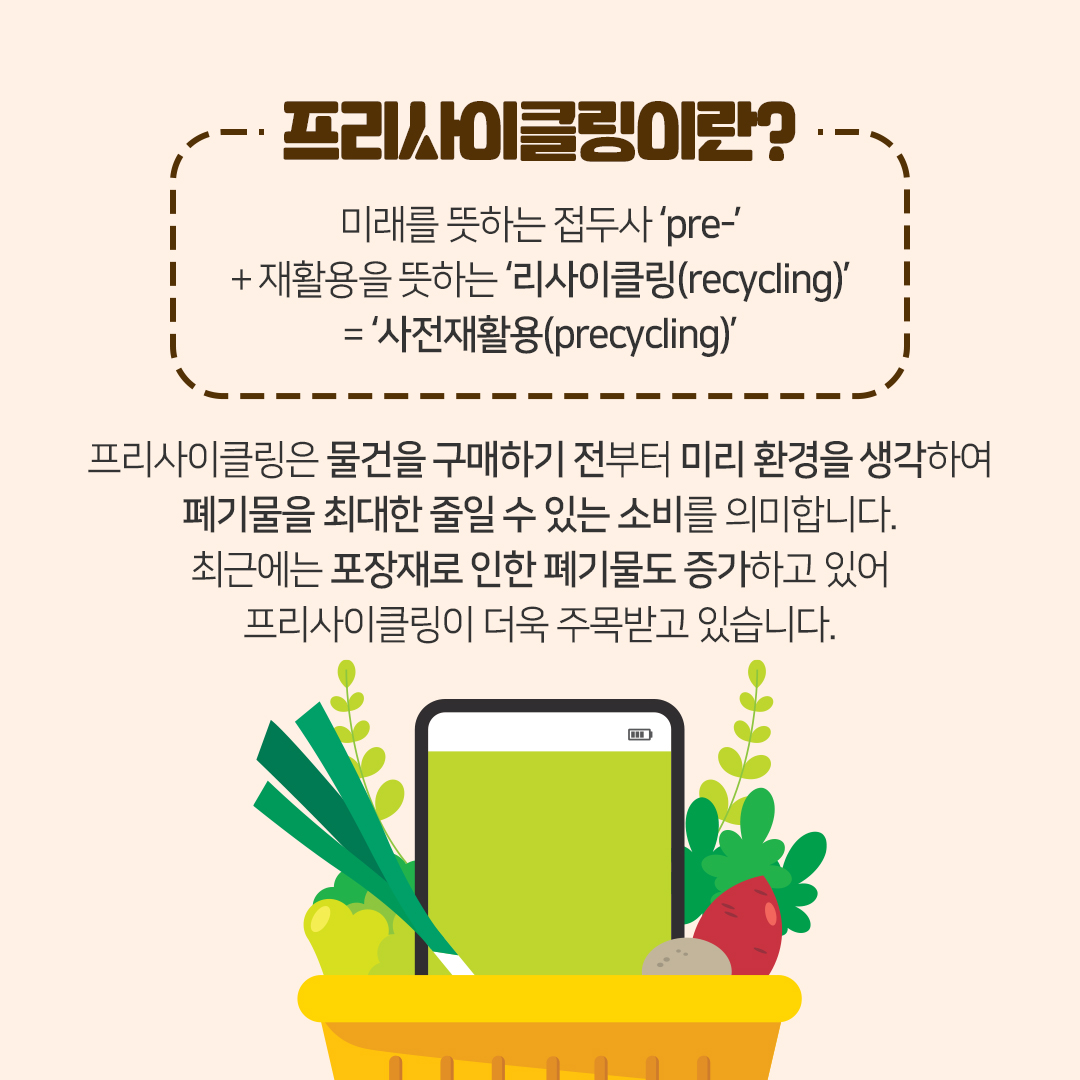 프리사이클링이란?
미래를 뜻하는 접두사 ‘pre-’
+ 재활용을 뜻하는 ‘리사이클링(recycling)’
= ‘사전재활용(precycling)’
프리사이클링은 물건을 구매하기 전부터 미리 환경을 생각하여
폐기물을 최대한 줄일 수 있는 소비를 의미합니다.
최근에는 포장재로 인한 폐기물도 증가하고 있어
프리사이클링이 더욱 주목받고 있습니다.